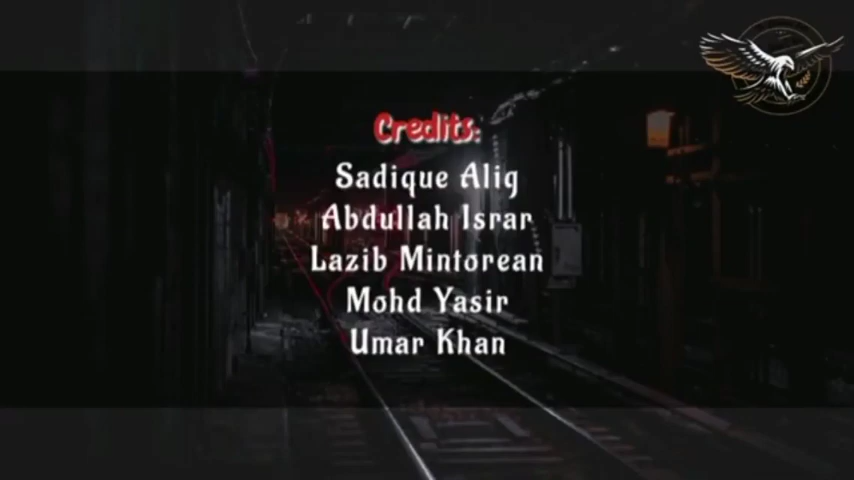 Credits:
Sadique Alig
Abdullah Israr
Lazib Mintorean
Mohd Yasir
Umar Khan